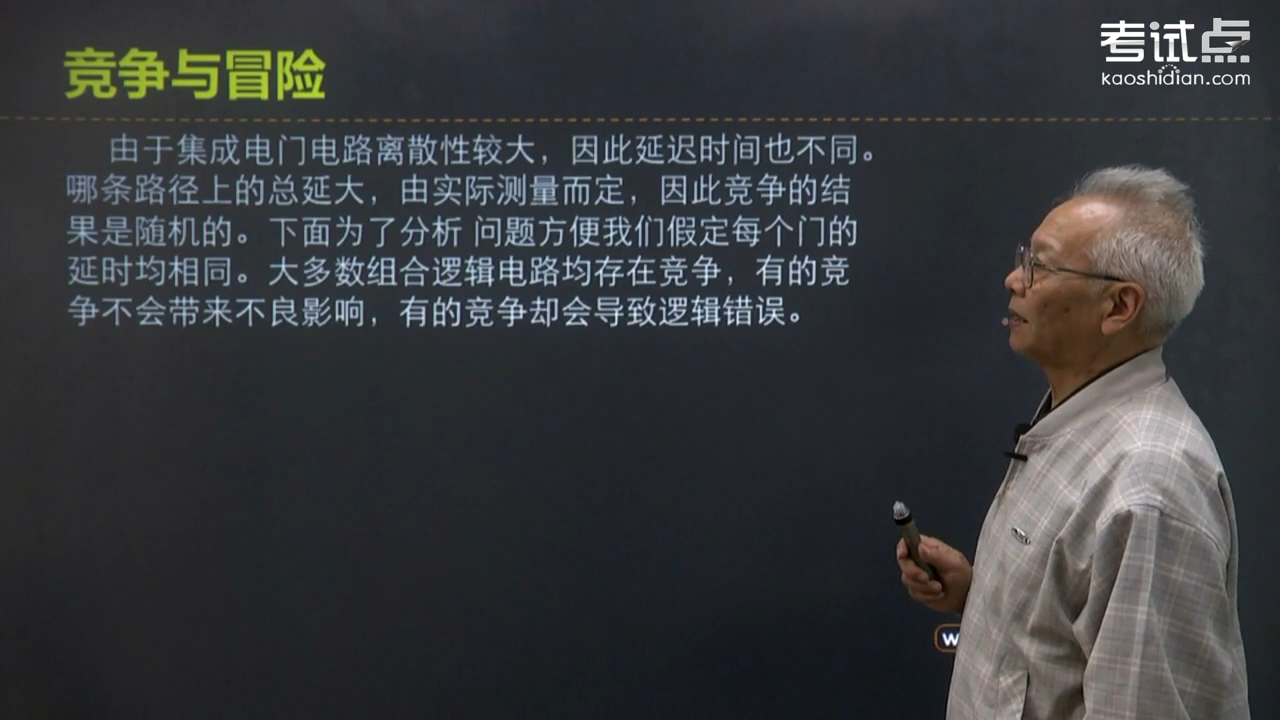 考试点
kaoshidian.com
竞争与冒险
由于集成电门电路离散性较大，因此延迟时间也不同。
哪条路径上的总延大，由实际测量而定，因此竞争的结
果是随机的。下面为了分析 问题方便我们假定每个门的
延时均相同。大多数组合逻辑电路均存在竞争，有的竞
争不会带来不良影响，有的竞争却会导致逻辑错误。